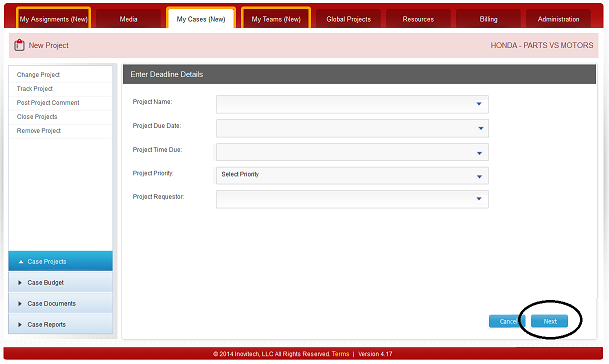 My Assignments (New)
Media
My Cases (New)
My Teams (New)
Global Projects
Resources
Billing
Administration
New Project
HONDA - PARTS VS MOTORS
Change Project
Track Project
Post Project Comment
Close Projects
Remove Project
Case Projects
Case Budget
Case Documents
Case Reports
Enter Deadline Details
Project Name:
Project Due Date:
Project Time Due:
Project Priority:
Select Priority
Project Requestor:
Cancel
Next
© 2014 Inovitech, LLC All Rights Reserved. Terms | Version 4.17